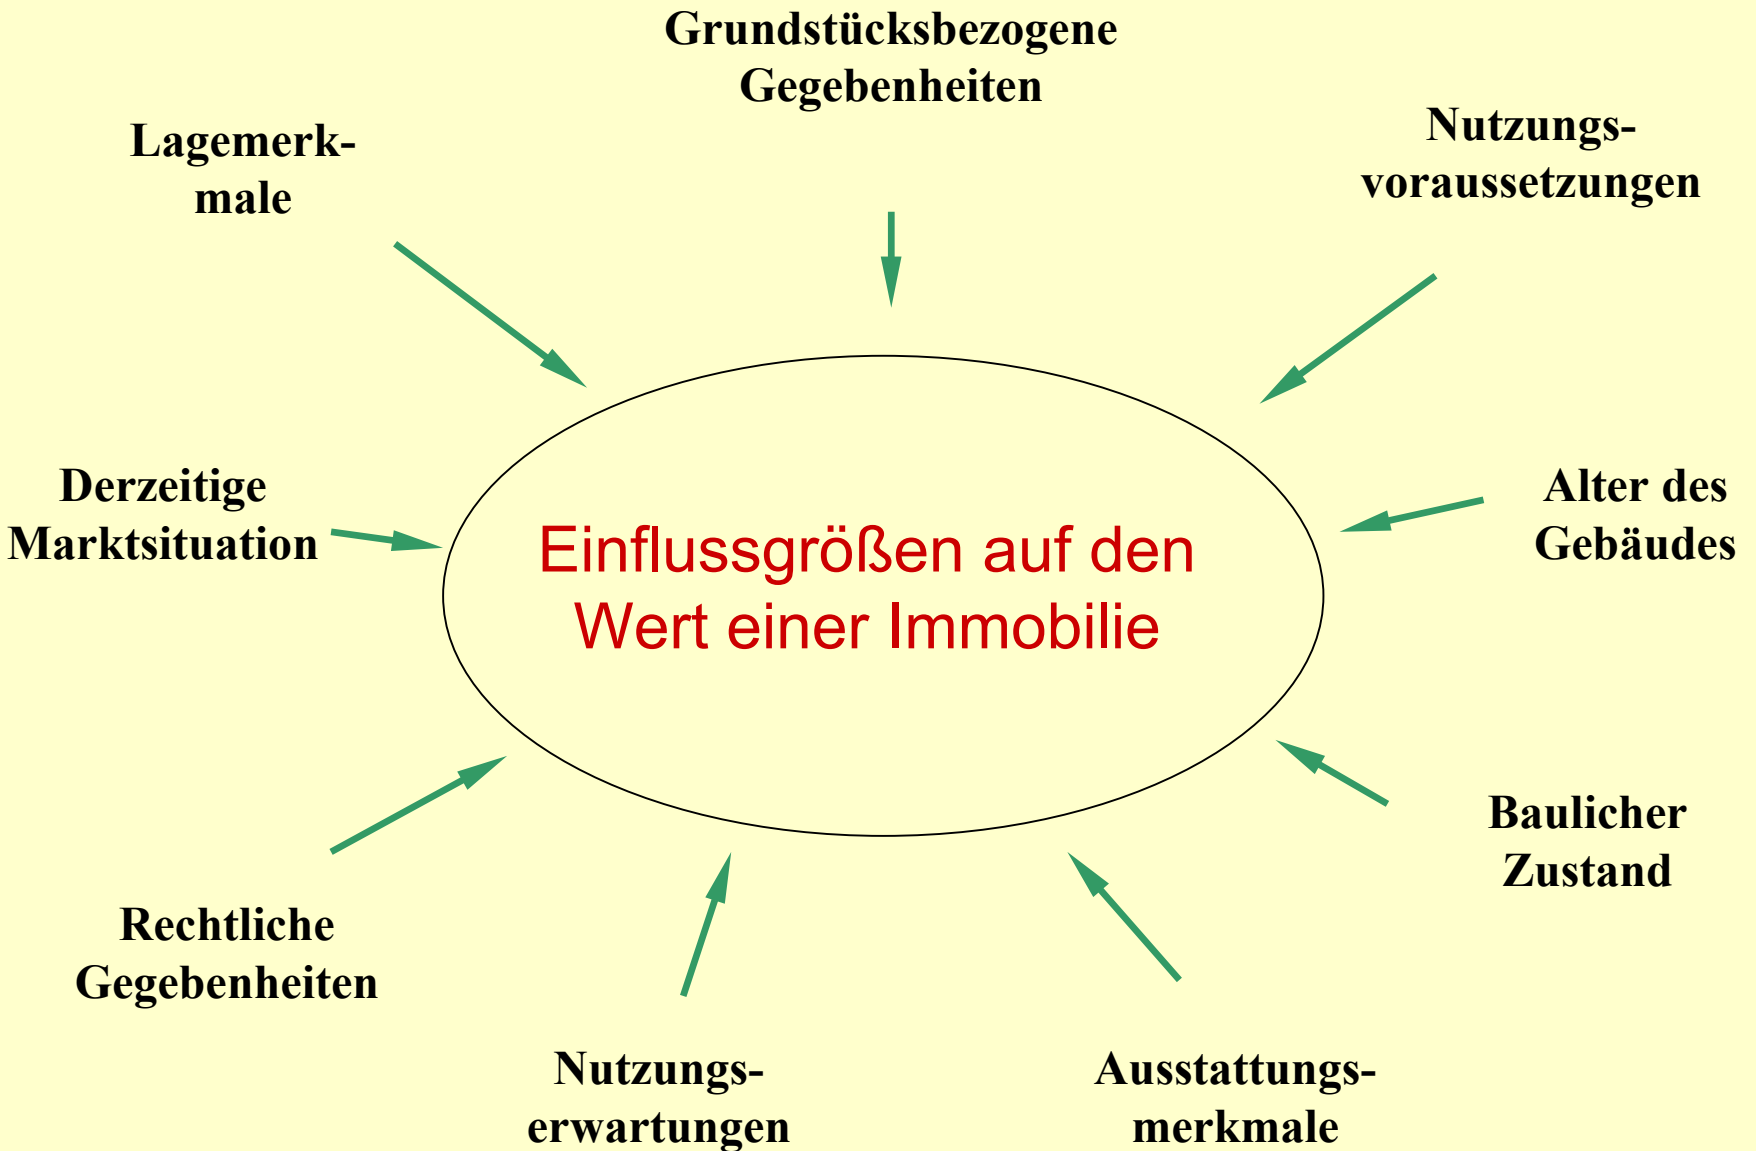 Grundstücksbezogene
Gegebenheiten
Lagemerk-
male
Nutzungs-
voraussetzungen
Derzeitige
Marktsituation
Alter des
Gebäudes
Einflussgrößen auf den
Wert einer Immobilie
Baulicher
Zustand
Rechtliche
Gegebenheiten
Nutzungs-
erwartungen
Ausstattungs-
merkmale